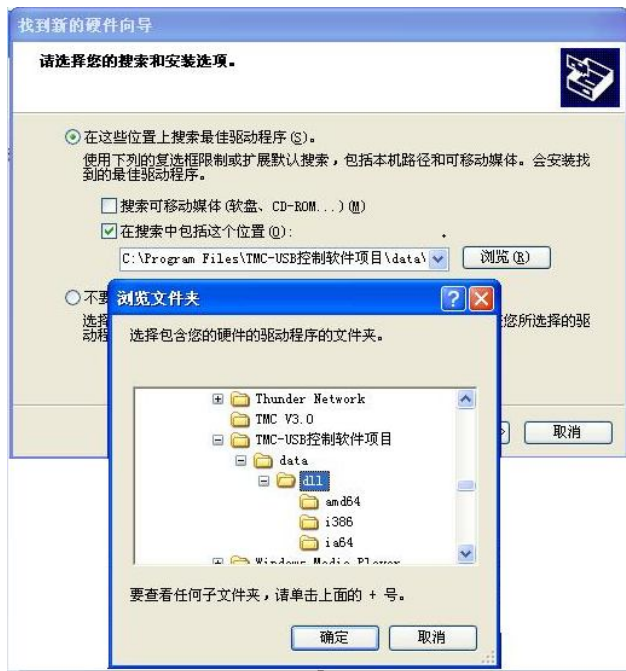 找到新的硬件向导
请选择您的搜索和安装选项。
在这些位置上搜索最佳驱动程序(S)。
使用下列的复选框限制或扩展默认搜索，包括本机路径和可移动媒体。会安装找
到的最佳驱动程序。
搜索可移动媒体(软盘、CD-ROM...)(M)
在搜索中包括这个位置(O):
C:\Program Files\TMC-USB控制软件项目\data\
浏览(R)
不要
选择
动程
您所选择的驱
取消
浏览文件夹
选择包含您的硬件的驱动程序的文件夹。
Thunder Network
TMC V3.0
TMC-USB控制软件项目
data
dll
amd64
i386
ia64
Windows Media Player
要查看任何子文件夹，请单击上面的 + 号。
确定
取消